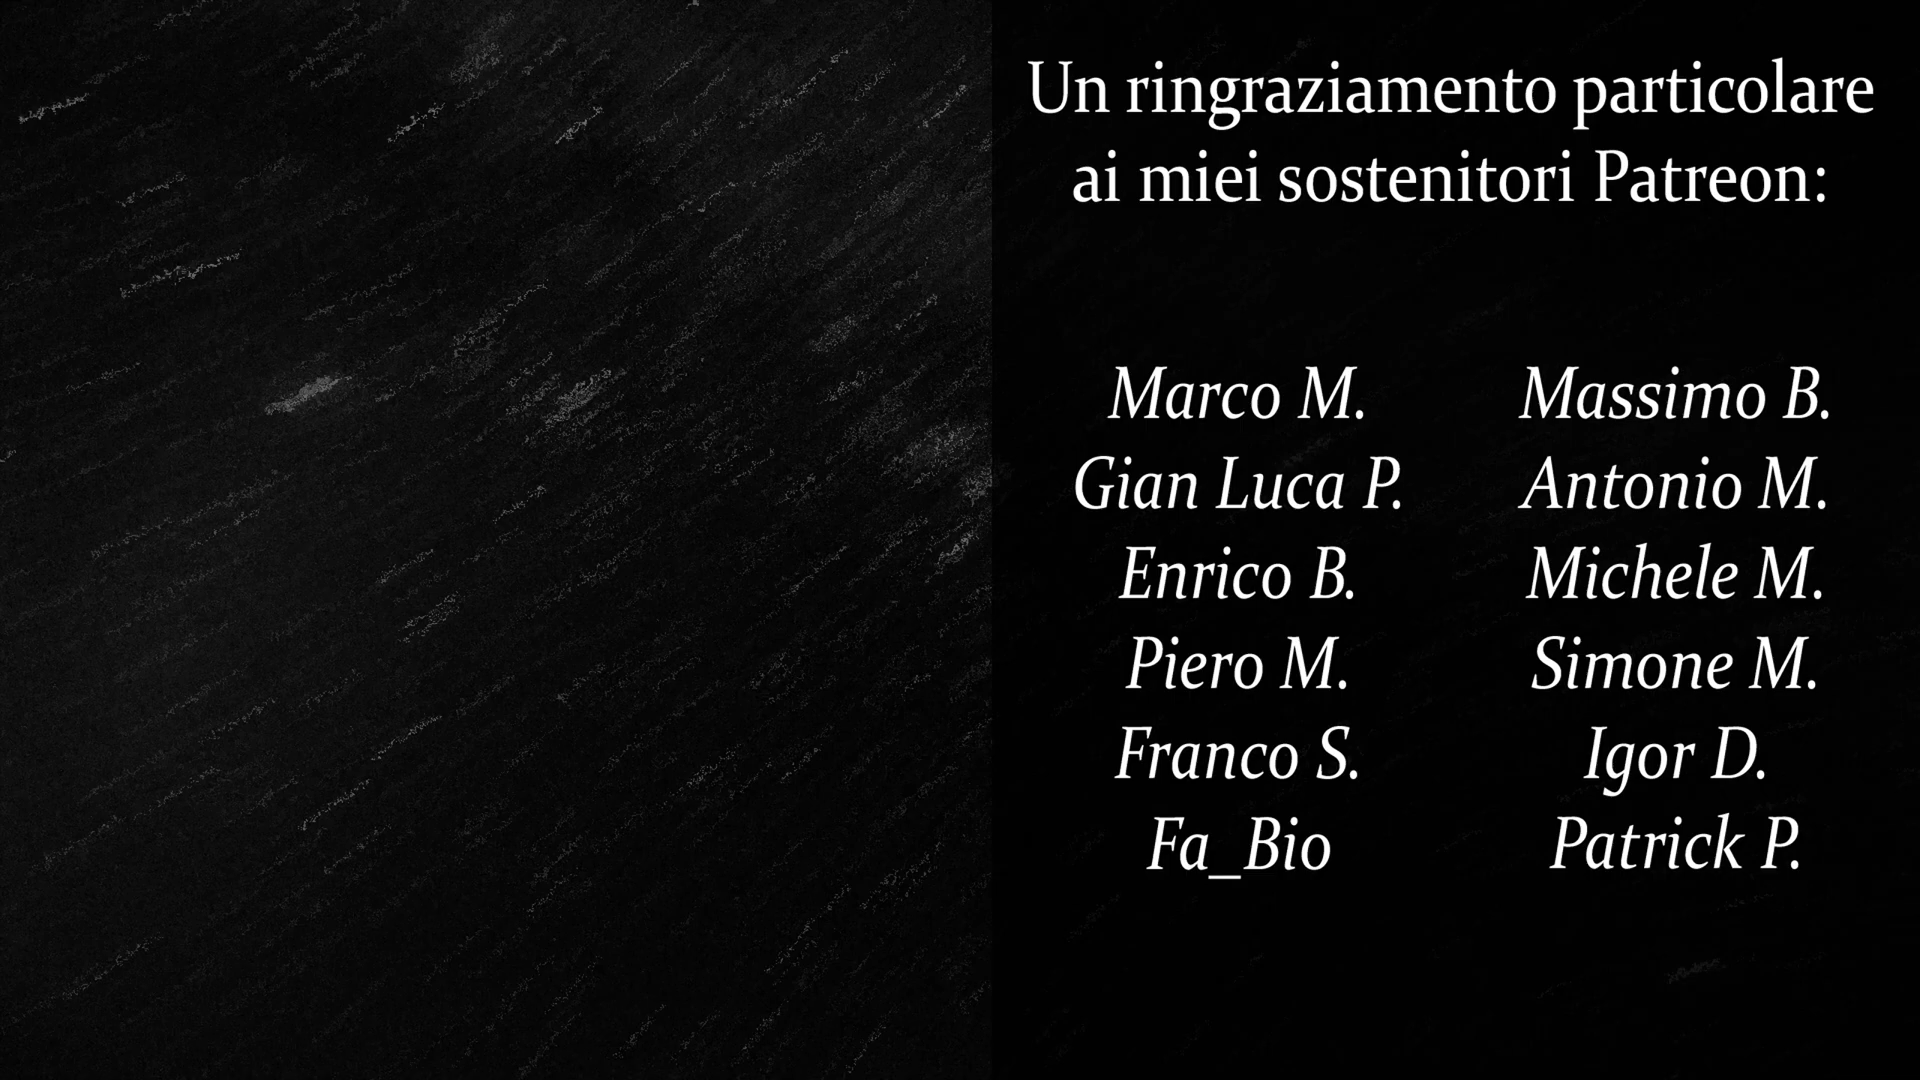 Un ringraziamento particolare
ai miei sostenitori Patreon:
Marco M.
Gian Luca P.
Enrico B.
Piero M.
Franco S.
Fa_Bio
Massimo B.
Antonio M.
Michele M.
Simone M.
Igor D.
Patrick P.